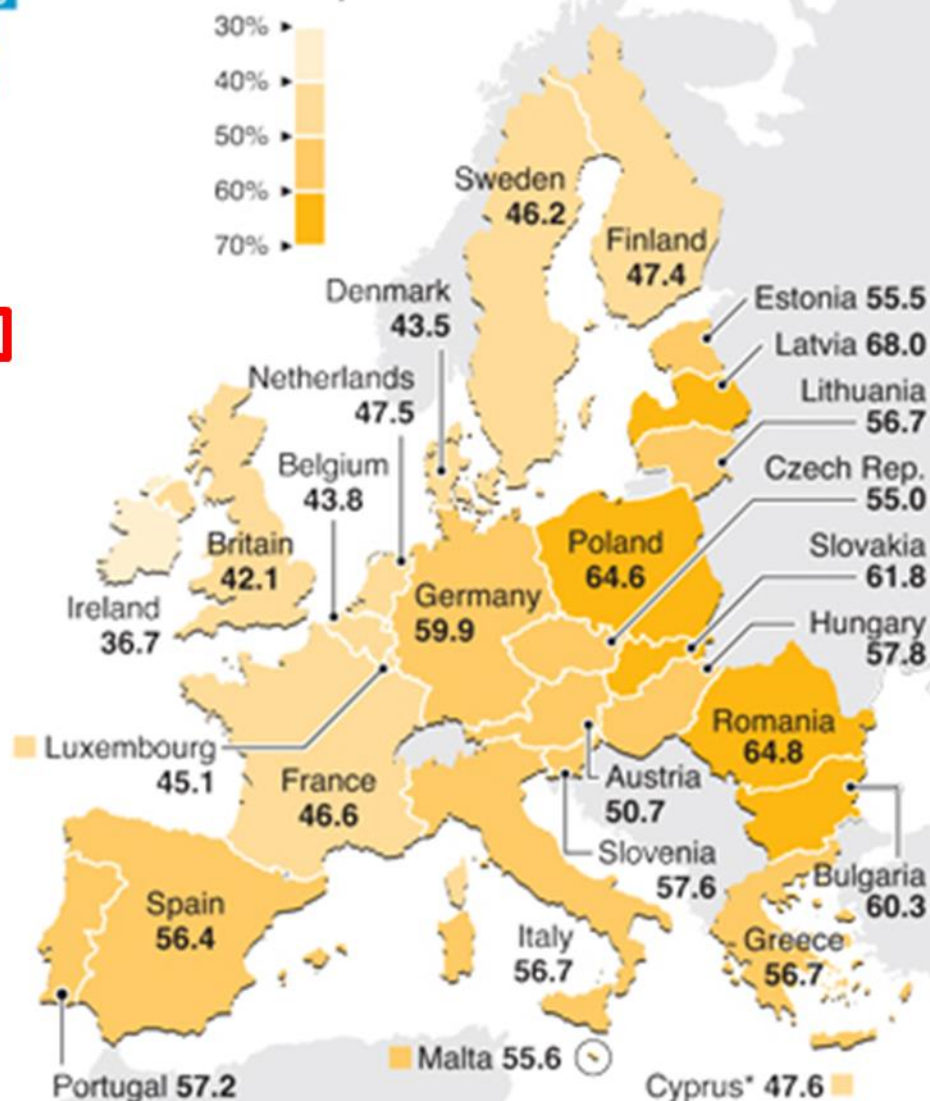 30%
40%
50%
60%
70%
Sweden
46.2
Finland
47.4
Denmark
43.5
Estonia 55.5
Latvia 68.0
Netherlands
47.5
Lithuania
56.7
Belgium
43.8
Czech Rep.
55.0
Britain
42.1
Poland
64.6
Slovakia
61.8
Ireland
36.7
Germany
59.9
Hungary
57.8
Luxembourg
45.1
Romania
64.8
France
46.6
Austria
50.7
Slovenia
57.6
Bulgaria
60.3
Spain
56.4
Italy
56.7
Greece
56.7
Malta 55.6
Portugal 57.2
Cyprus* 47.6